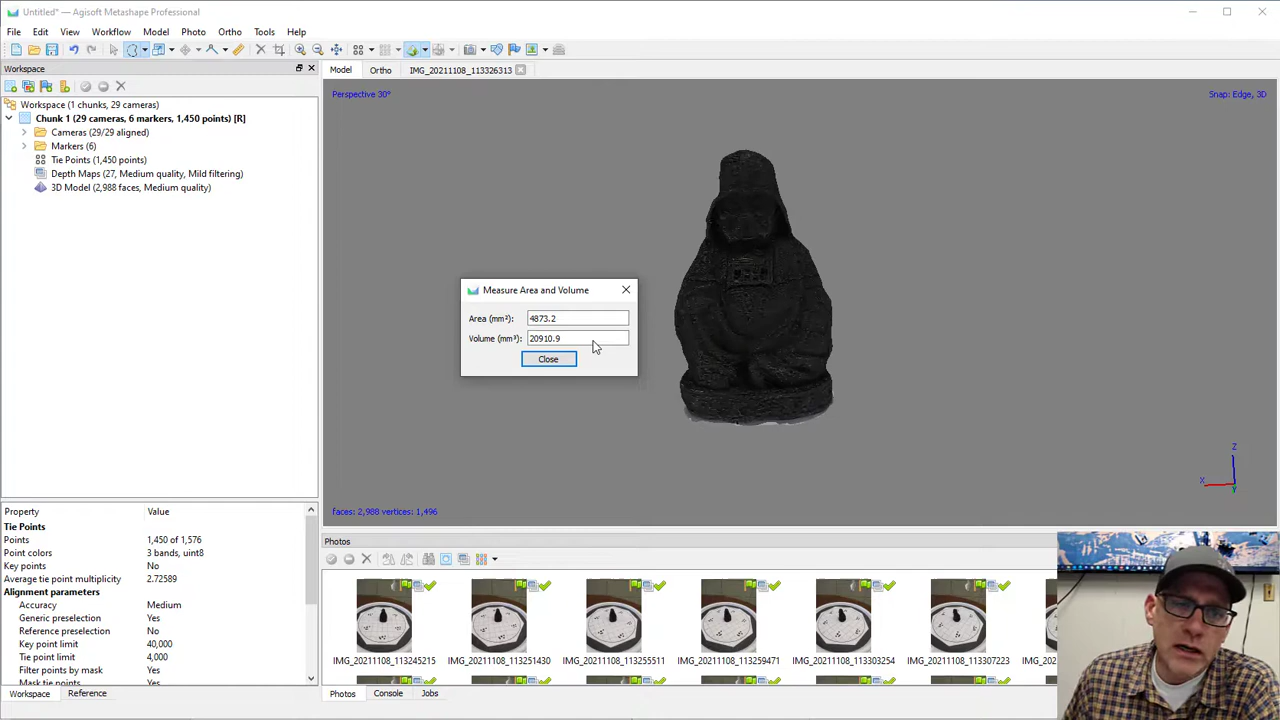 Untitled* — Agisoft Metashape Professional
File Edit View Workflow Model Photo Ortho Tools Help
Workspace
Workspace (1 chunks, 29 cameras)
Chunk 1 (29 cameras, 6 markers, 1,450 points) [R]
Cameras (29/29 aligned)
Markers (6)
Tie Points (1,450 points)
Depth Maps (27, Medium quality, Mild filtering)
3D Model (2,988 faces, Medium quality)
Property Value
Tie Points
Points 1,450 of 1,576
Point colors 3 bands, uint8
Key points No
Average tie point multiplicity 2.72589
Alignment parameters
Accuracy Medium
Generic preselection Yes
Reference preselection No
Key point limit 40,000
Tie point limit 4,000
Filter points by mask Yes
Mask tie points Yes
Workspace Reference
Model Ortho IMG_20211108_113326313
Perspective 30°
Snap: Edge, 3D
Measure Area and Volume
Area (mm²): 4873.2
Volume (mm³): 20910.9
Close
Z
X
Y
faces: 2,988 vertices: 1,496
Photos
IMG_20211108_113245215 IMG_20211108_113251430 IMG_20211108_113255511 IMG_20211108_113259471 IMG_20211108_113303254 IMG_20211108_113307223
Photos Console Jobs